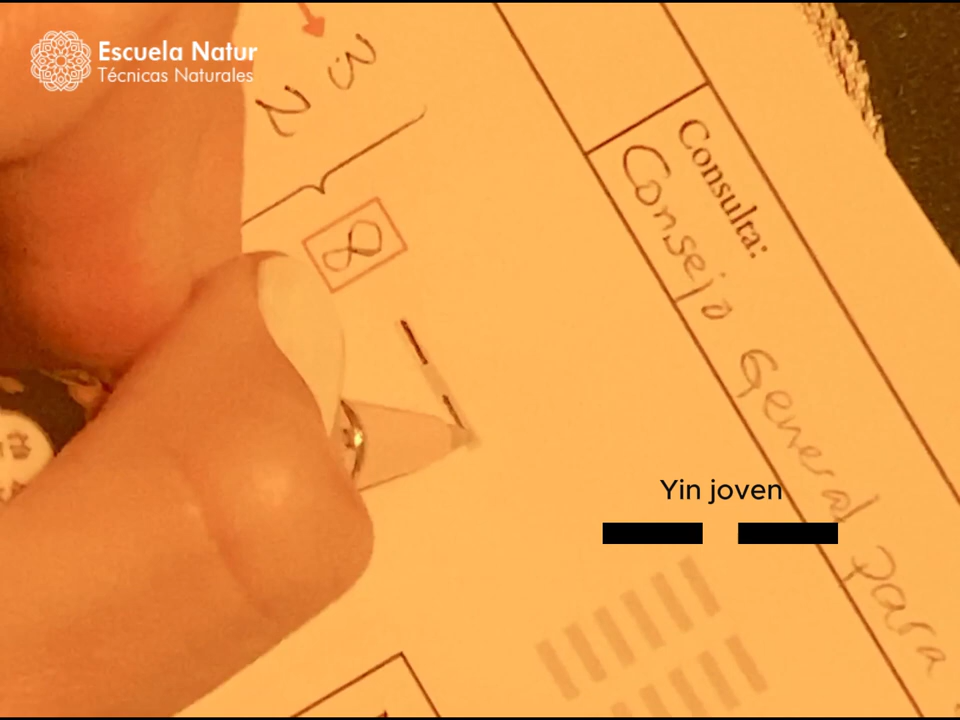 Escuela Natur
Técnicas Naturales
3
2
8
Consulta:
Consejo General para
Yin joven